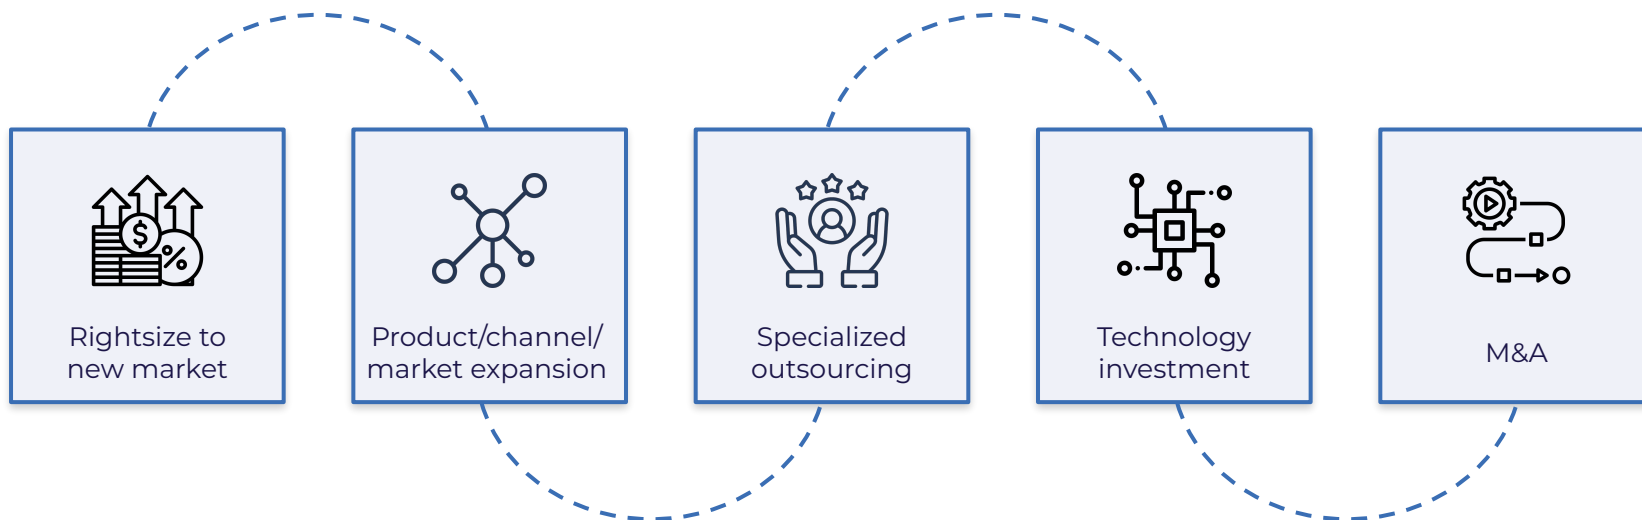 $
%
Rightsize to
new market
Product/channel/
market expansion
Specialized
outsourcing
Technology
investment
M&A